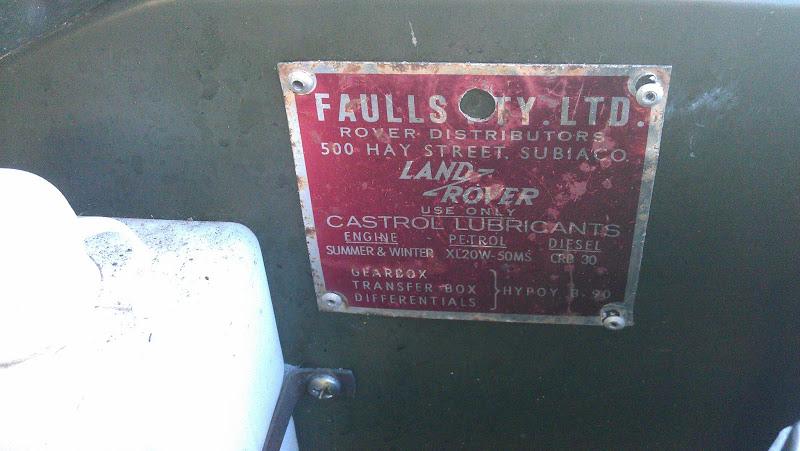 FAULLS TY. LTD.
ROVER DISTRIBUTORS
500 HAY STREET, SUBIACO.
LAND
ROVER
USE ONLY
CASTROL LUBRICANTS
ENGINE PETROL DIESEL
SUMMER & WINTER XL20W-50MS CRB 30
GEARBOX
TRANSFER BOX
DIFFERENTIALS
HYPOY B. 90